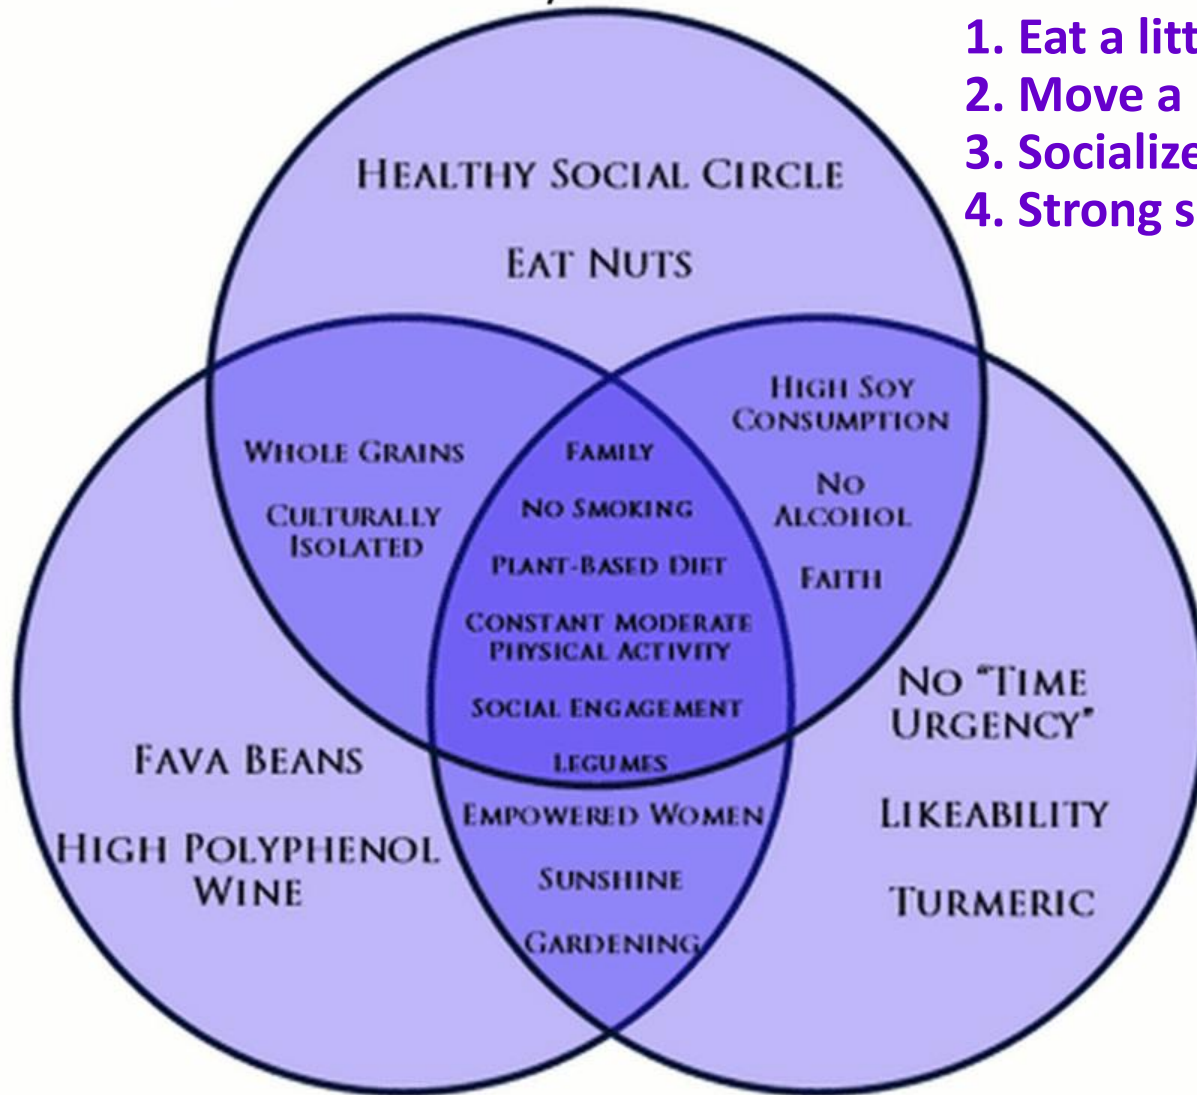 1. Eat a litt
2. Move a
3. Socialize
4. Strong s
HEALTHY SOCIAL CIRCLE
EAT NUTS
HIGH SOY
CONSUMPTION
NO
ALCOHOL
FAITH
WHOLE GRAINS
CULTURALLY
ISOLATED
FAMILY
NO SMOKING
PLANT-BASED DIET
CONSTANT MODERATE
PHYSICAL ACTIVITY
SOCIAL ENGAGEMENT
LEGUMES
EMPOWERED WOMEN
SUNSHINE
GARDENING
FAVA BEANS
HIGH POLYPHENOL
WINE
NO "TIME
URGENCY"
LIKEABILITY
TURMERIC